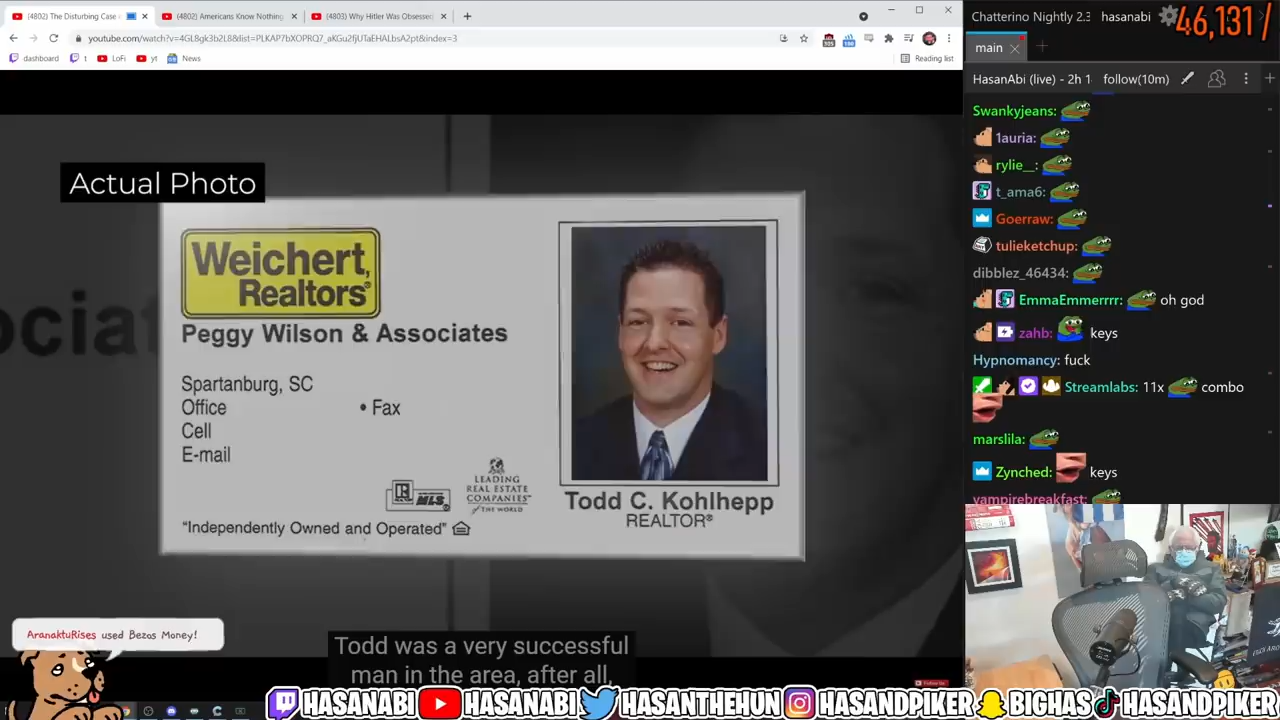 (4802) The Disturbing Case o
(4802) Americans Know Nothing
(4803) Why Hitler Was Obsesse
youtube.com/watch?v=4GL8gk3b2L8&list=PLKAP7bXOPRQ7_aKGu2fjUTaEHALbsA2pt&index=3
dashboard
t
LoFi
yt
News
Reading list
Actual Photo
Weichert,
Realtors®
Peggy Wilson & Associates
Spartanburg, SC
Office • Fax
Cell
E-mail
MLS
LEADING
REAL ESTATE
COMPANIES
OF THE WORLD
"Independently Owned and Operated"
Todd C. Kohlhepp
REALTOR®
ociat
Todd was a very successful
man in the area, after all,
AranaktuRises used Bezos Money!
Chatterino Nightly 2.3
hasanabi
46,131 /
main
HasanAbi (live) - 2h 1
follow(10m)
Swankyjeans:
1auria:
rylie__:
t_ama6:
Goerraw:
tulieketchup:
dibblez_46434:
EmmaEmmerrrr: oh god
zahb: keys
Hypnomancy: fuck
Streamlabs: 11x combo
marslila:
Zynched: keys
vampirebreakfast:
HASANABI HASANABI HASANTHEHUN HASANDPIKER BIGHAS HASANDPIKER